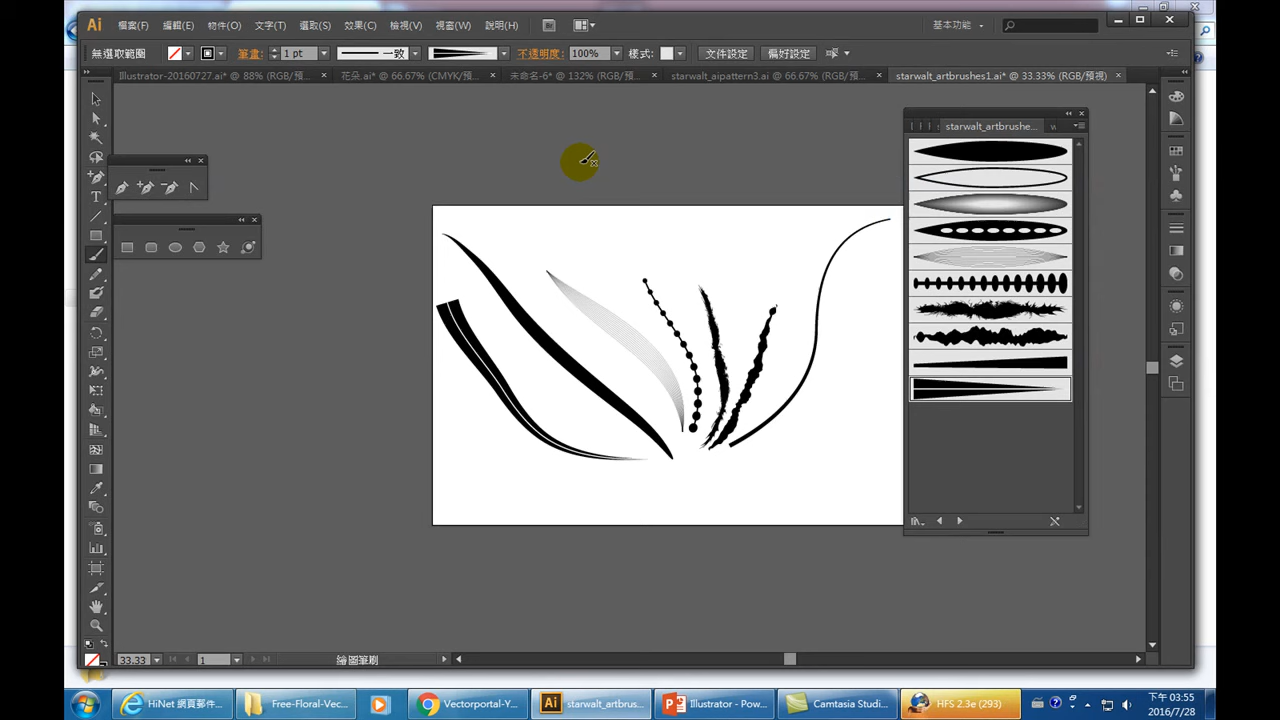 Ai 檔案(F) 編輯(E) 物件(O) 文字(T) 選取(S) 效果(C) 檢視(V) 視窗(W) 說明(H) Br 基本功能
無選取範圍 筆畫: 1 pt 一致 不透明度: 100% 樣式: 文件設定 偏好設定
Illustrator-20160727.ai* @ 88% (RGB/預... × 花朵.ai* @ 66.67% (CMYK/預... × 未命名-6* @ 132% (RGB/預... × starwalt_aipattern3.ai @ 66.67% (RGB/預... × starwalt_artbrushes1.ai* @ 33.33% (RGB/預視) ×
starwalt_artbrushe...
33.33 1 繪圖筆刷
HiNet 網頁郵件... Free-Floral-Vec... Vectorportal-Y... Ai starwalt_artbrus... Illustrator - Pow... Camtasia Studi... HFS 2.3e (293)
下午 03:55
2016/7/28